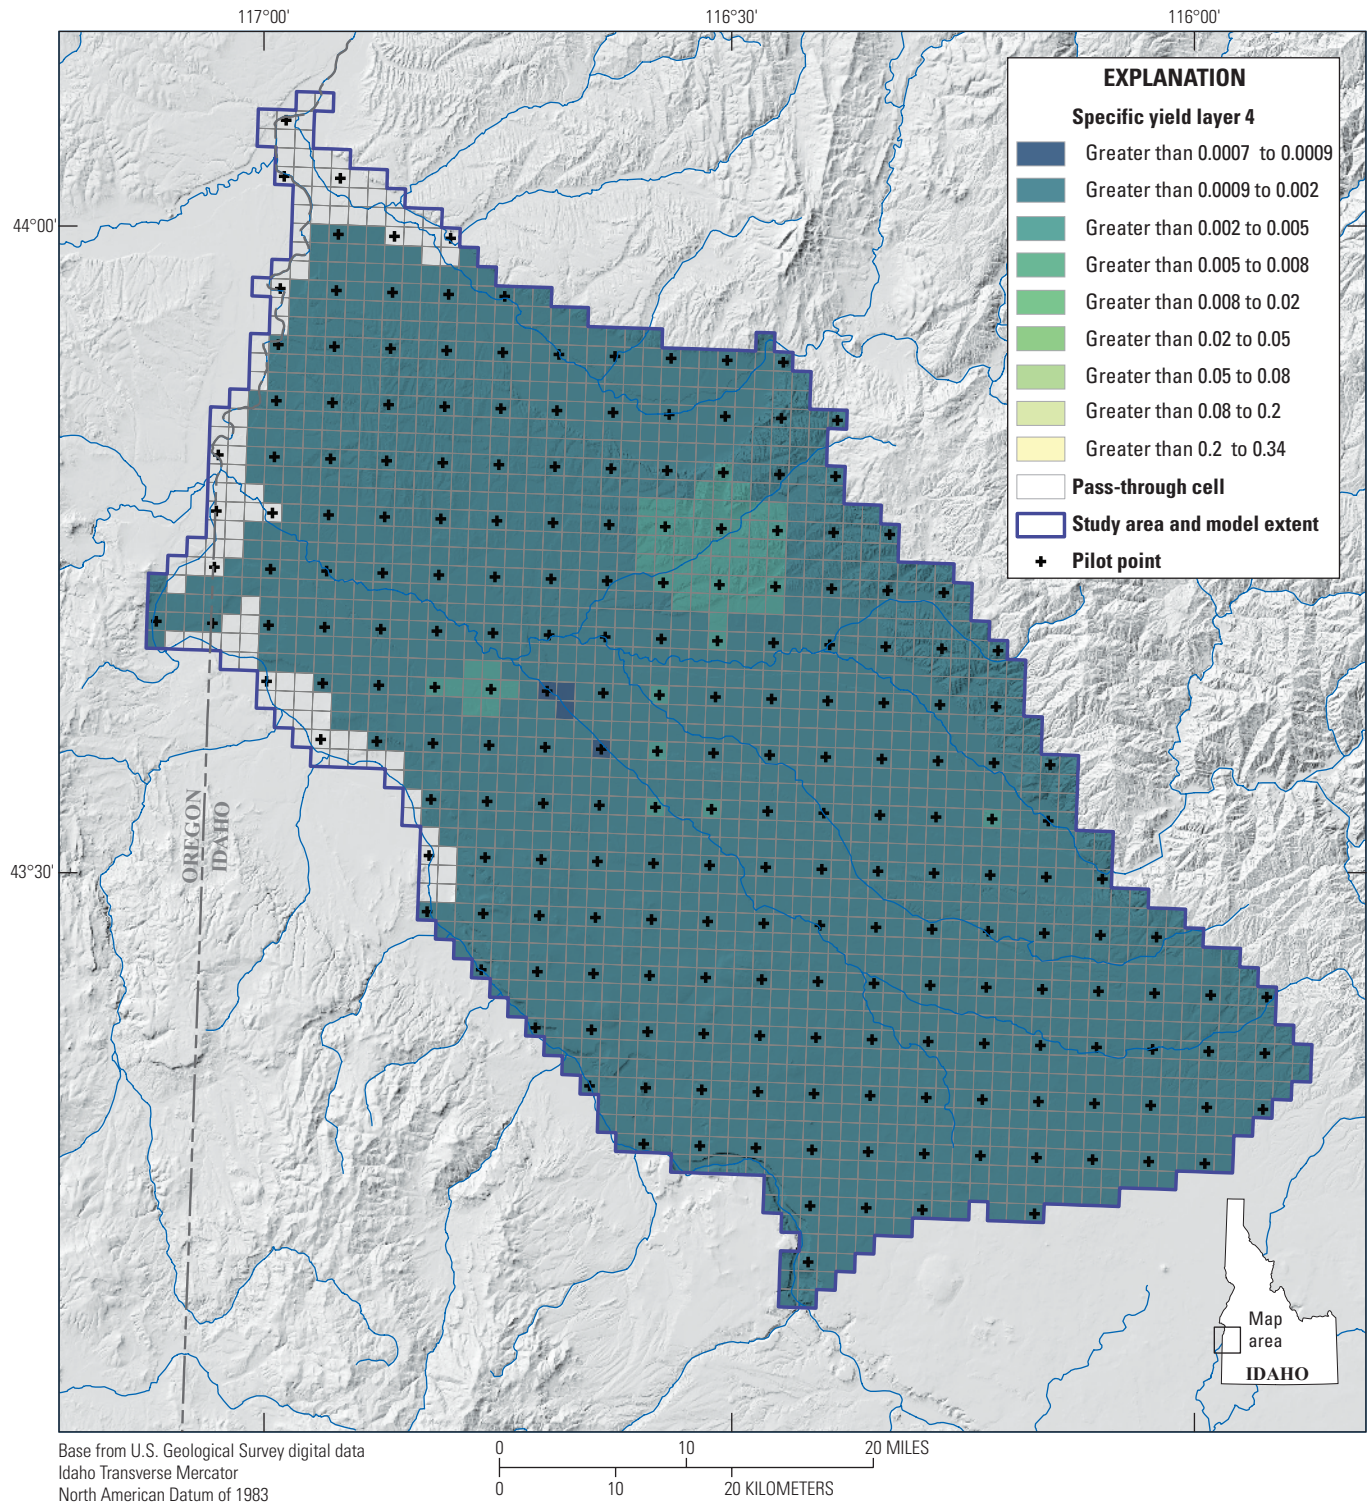 117°00'
116°30'
116°00'
44°00'
43°30'
EXPLANATION
Specific yield layer 4
Greater than 0.0007 to 0.0009
Greater than 0.0009 to 0.002
Greater than 0.002 to 0.005
Greater than 0.005 to 0.008
Greater than 0.008 to 0.02
Greater than 0.02 to 0.05
Greater than 0.05 to 0.08
Greater than 0.08 to 0.2
Greater than 0.2 to 0.34
Pass-through cell
Study area and model extent
Pilot point
OREGON
IDAHO
Map
area
IDAHO
Base from U.S. Geological Survey digital data
Idaho Transverse Mercator
North American Datum of 1983
0 10 20 MILES
0 10 20 KILOMETERS